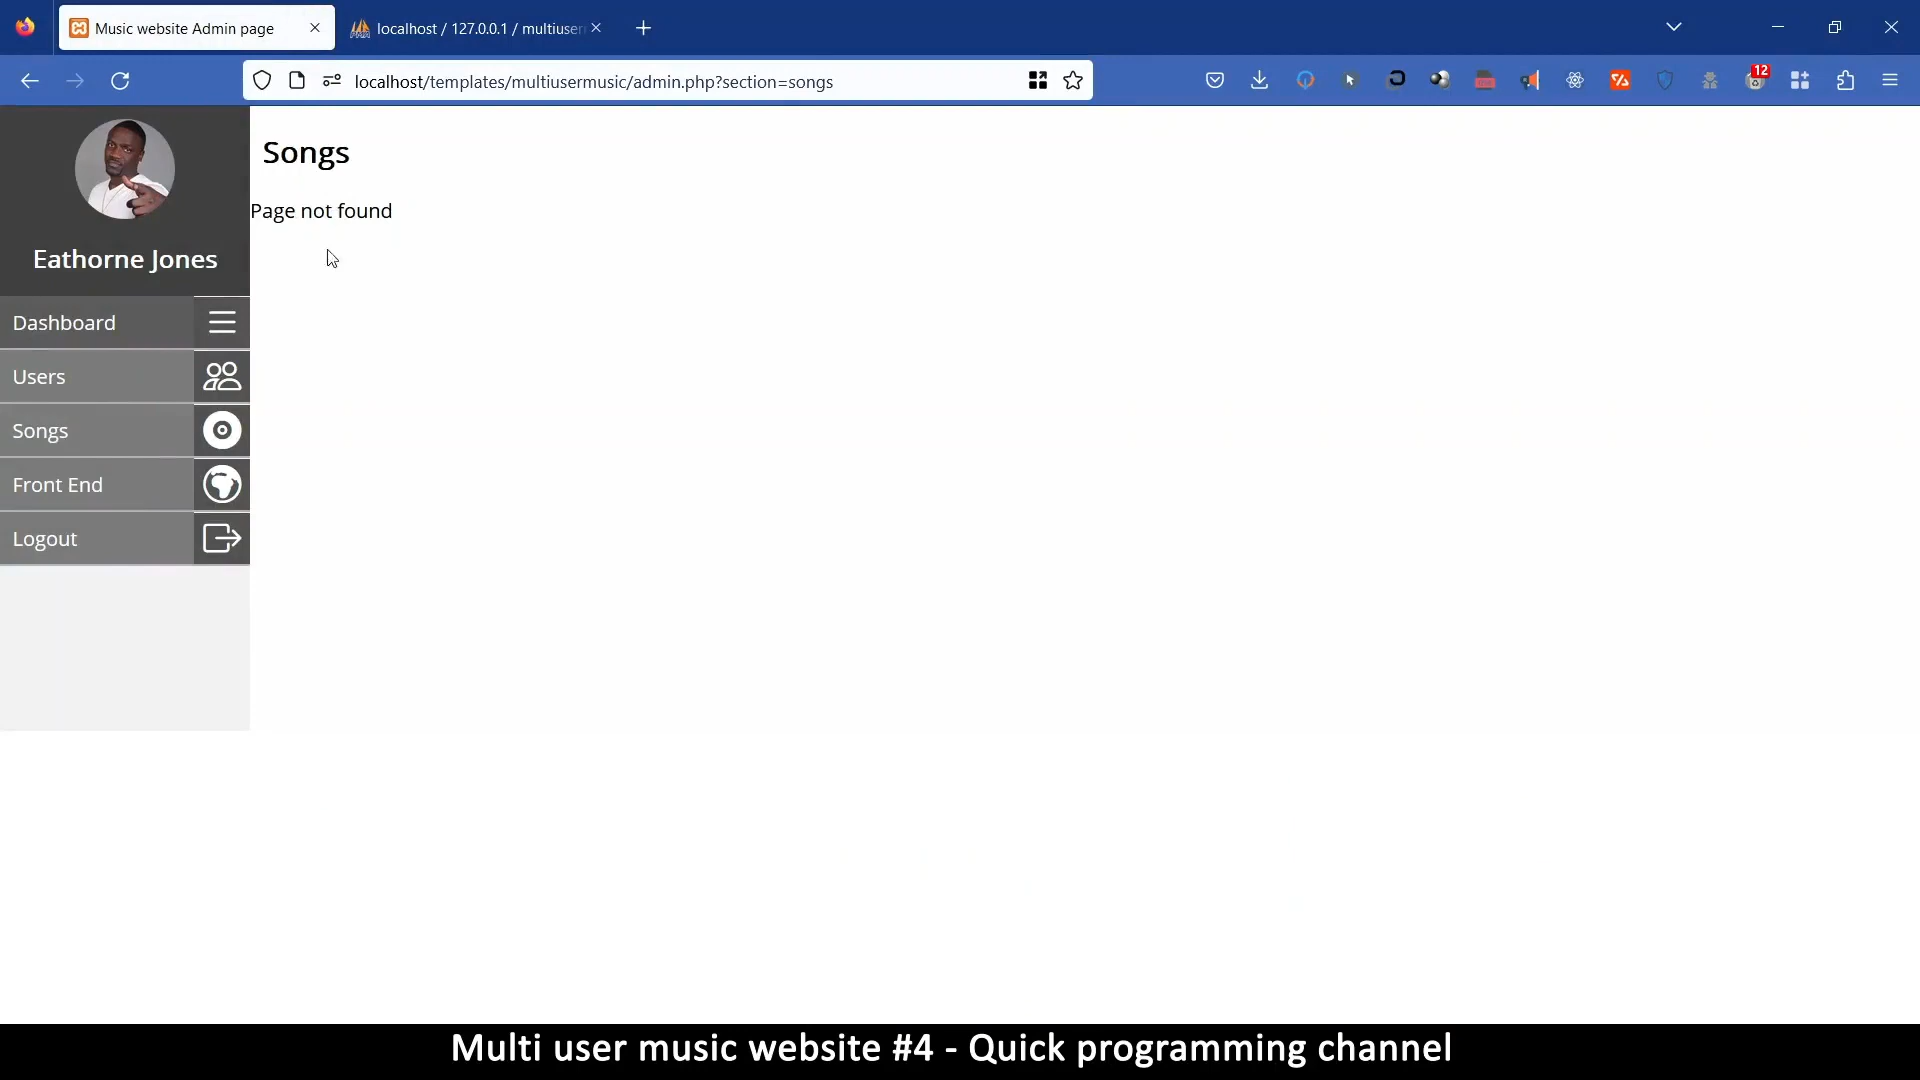 Music website Admin page
localhost / 127.0.0.1 / multiuser
localhost/templates/multiusermusic/admin.php?section=songs
12
Songs
Page not found
Eathorne Jones
Dashboard
Users
Songs
Front End
Logout
Multi user music website #4 - Quick programming channel